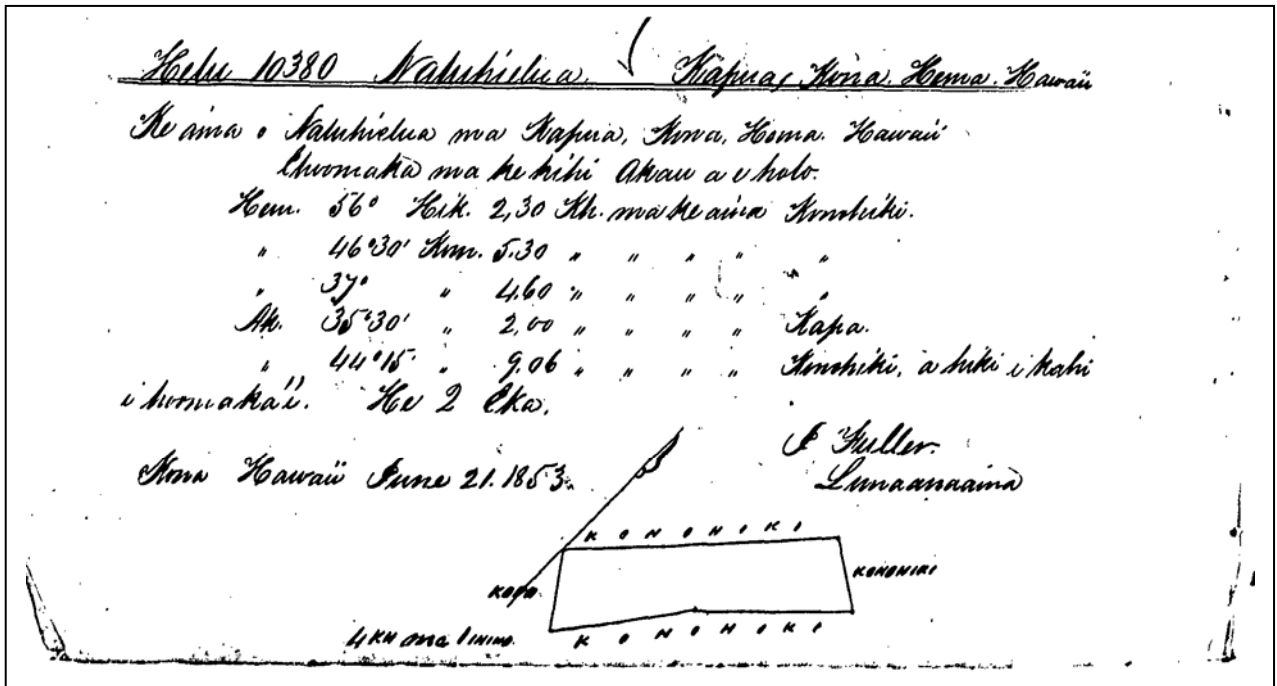 Helu 10380 Naluhielua. Kapua, Kona. Hema. Hawaii
Ke aina o Naluhielua ma Kapua, Kona, Hema. Hawaii
Ehoomaka ma ke kihi Akau a e holo.
Hem. 56° Hik. 2,30 Kh. ma ke aina Konohiki.
" 46°30' Kom. 5.30 " " " " "
" 37° " 4.60 " " " " "
Ak. 35°30' " 2,00 " " " " Kapa.
" 44°15' " 9.06 " " " " Konohiki, a hiki i kahi
i hoomaka'i. He 2 Eka.
J Fuller.
Kona Hawaii June 21. 1853.
Lunaanaaina
KONOHIKI
KONOHIKI
KAPA
4 KH ma 1 
KONOHIKI